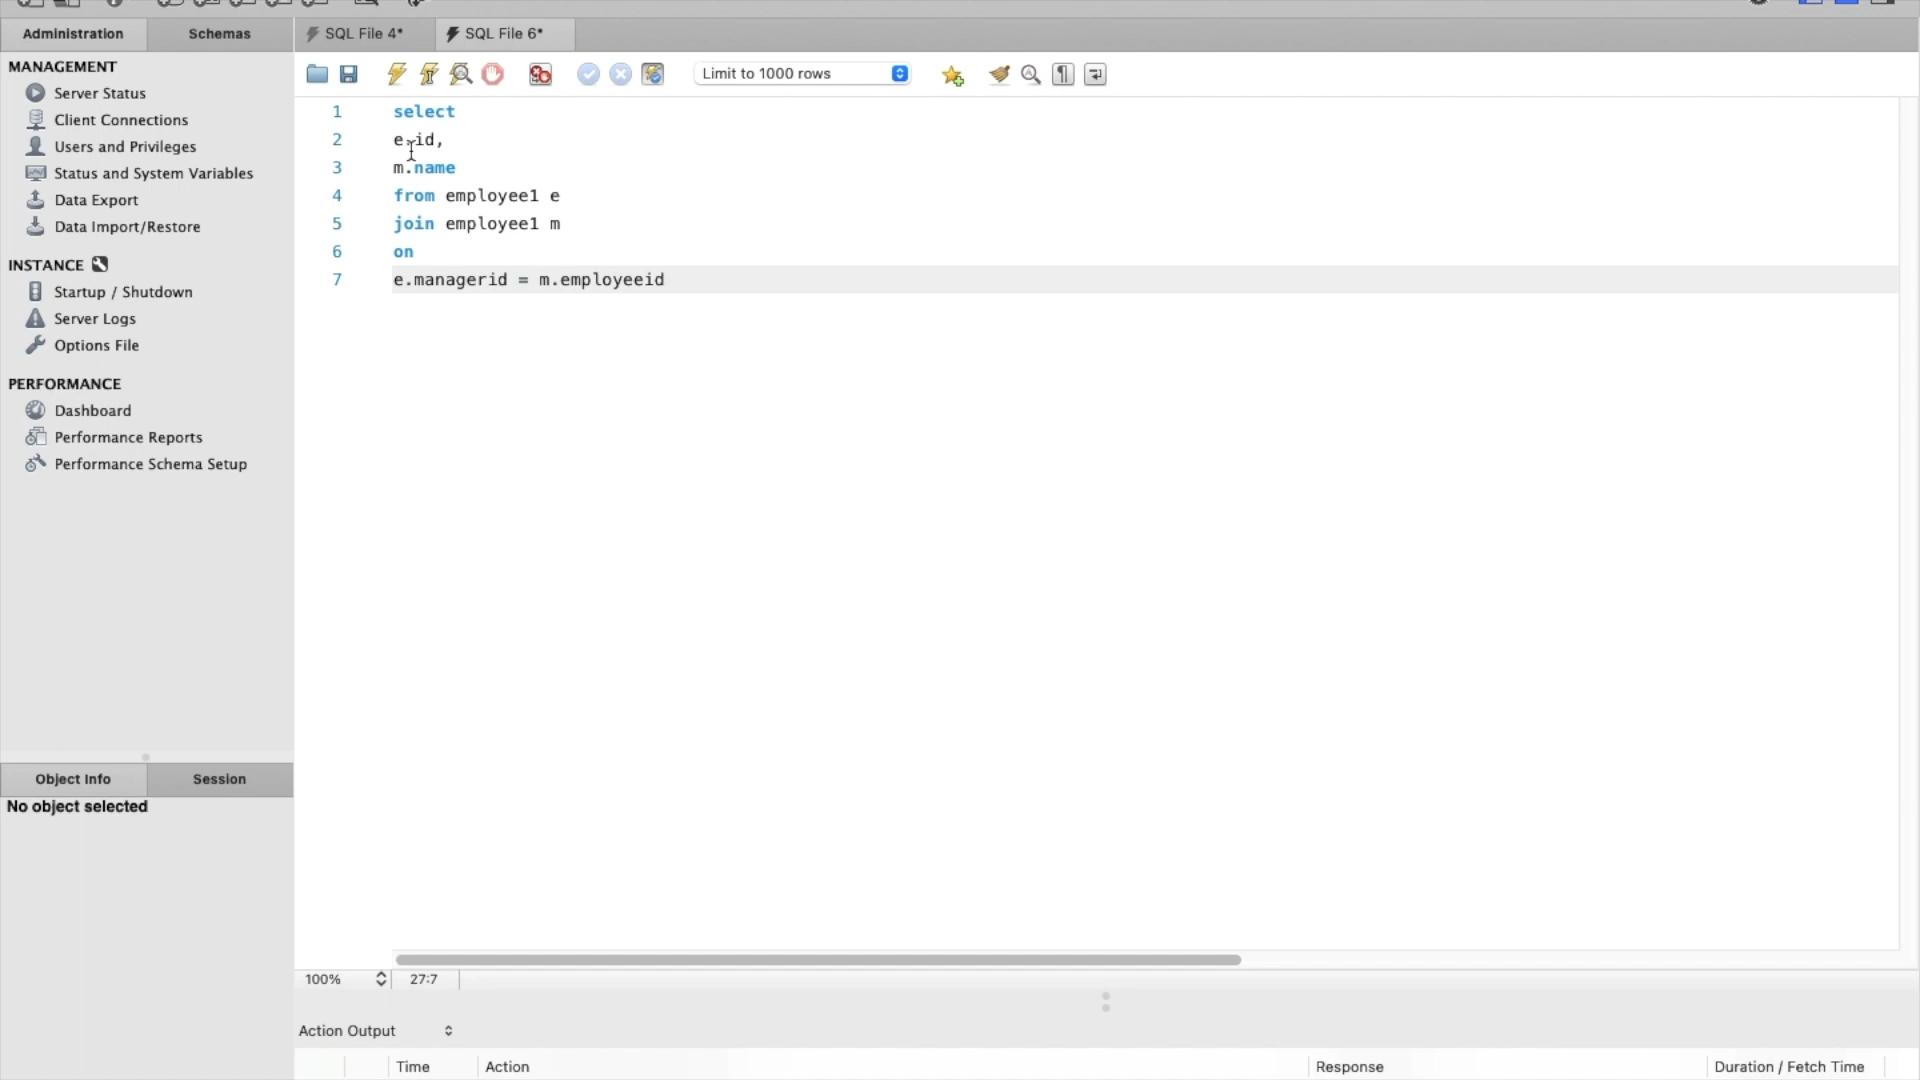 Administration
Schemas
SQL File 4*
SQL File 6*
MANAGEMENT
Server Status
Client Connections
Users and Privileges
Status and System Variables
Data Export
Data Import/Restore
INSTANCE
Startup / Shutdown
Server Logs
Options File
PERFORMANCE
Dashboard
Performance Reports
Performance Schema Setup
Object Info
Session
No object selected
Limit to 1000 rows
1 select
2 e.id,
3 m.name
4 from employee1 e
5 join employee1 m
6 on
7 e.managerid = m.employeeid
100%
27:7
Action Output
Time
Action
Response
Duration / Fetch Time